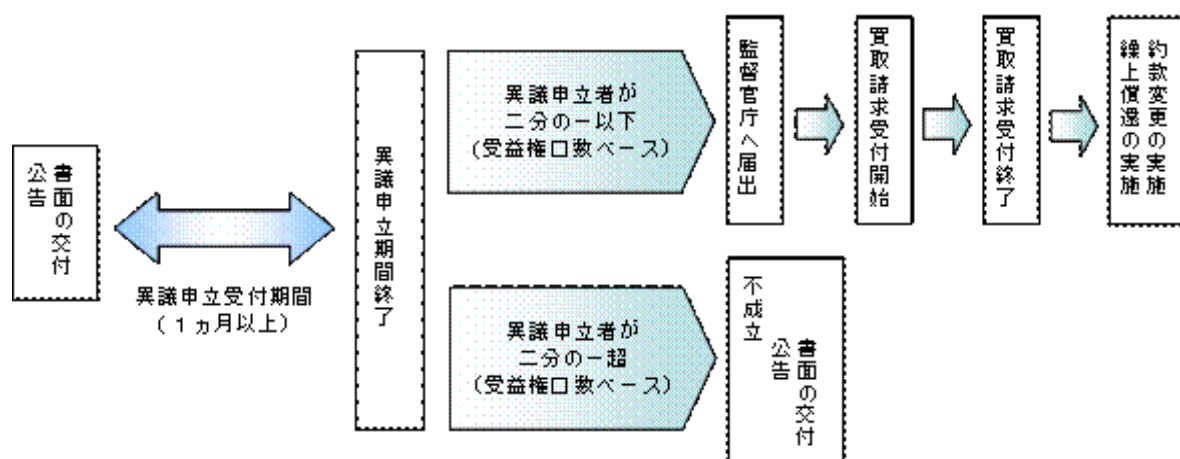 書面の交付
公告
異議申立受付期間
(1ヵ月以上)
異議申立期間終了
異議申立者が
二分の一以下
(受益権口数ベース)
監督官庁へ届出
買取請求受付開始
買取請求受付終了
約款変更の実施
繰上償還の実施
異議申立者が
二分の一超
(受益権口数ベース)
不成立
書面の交付
公告